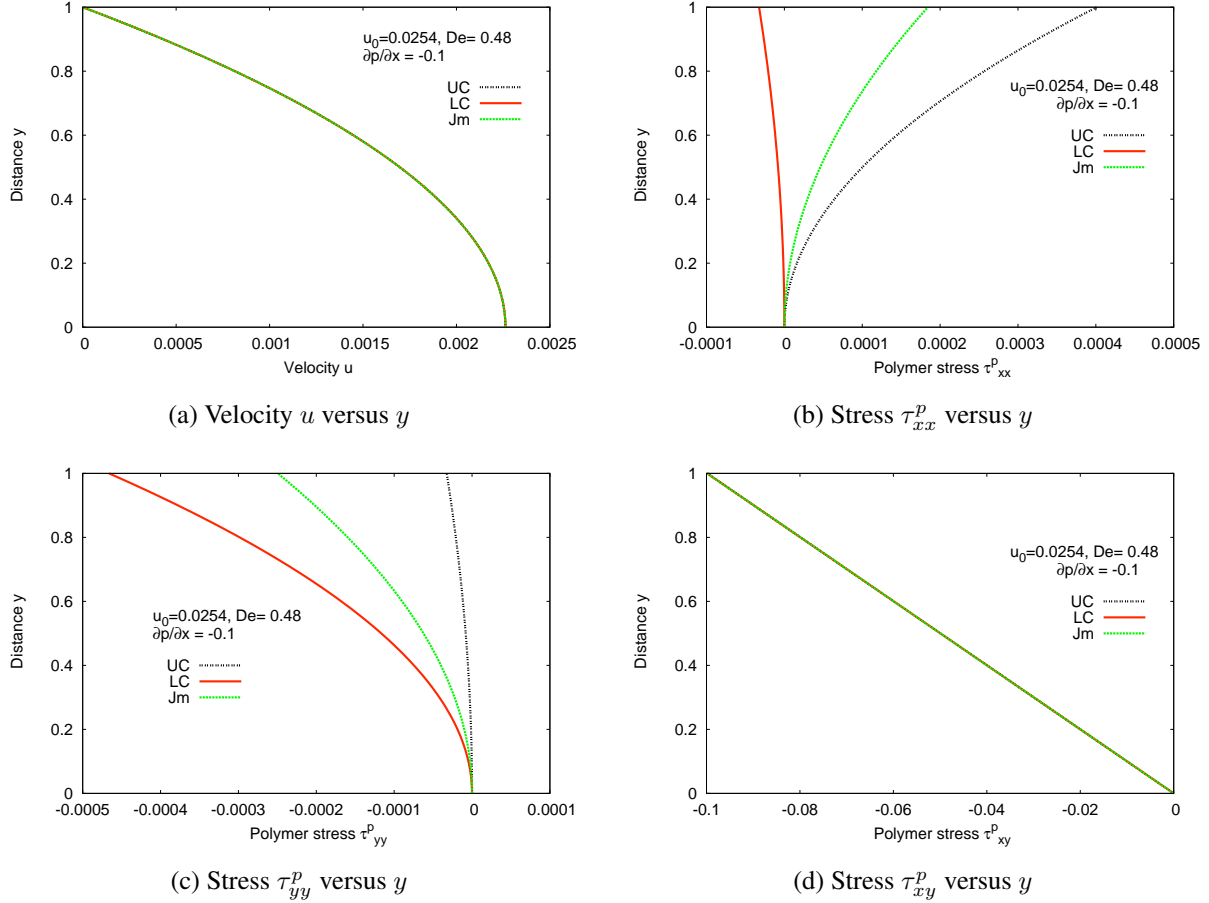 1
0.8
0.6
0.4
0.2
0
0
0.0005
0.001
0.0015
0.002
0.0025
Distance y
Velocity u
u0=0.0254, De= 0.48
∂p/∂x = -0.1
UC
LC
Jm
(a) Velocity u versus y
1
0.8
0.6
0.4
0.2
0
-0.0001
0
0.0001
0.0002
0.0003
0.0004
0.0005
Distance y
Polymer stress τ^p_xx
u0=0.0254, De= 0.48
∂p/∂x = -0.1
UC
LC
Jm
(b) Stress τ^p_xx versus y
1
0.8
0.6
0.4
0.2
0
-0.0005
-0.0004
-0.0003
-0.0002
-0.0001
0
0.0001
Distance y
Polymer stress τ^p_yy
u0=0.0254, De= 0.48
∂p/∂x = -0.1
UC
LC
Jm
(c) Stress τ^p_yy versus y
1
0.8
0.6
0.4
0.2
0
-0.1
-0.08
-0.06
-0.04
-0.02
0
Distance y
Polymer stress τ^p_xy
u0=0.0254, De= 0.48
∂p/∂x = -0.1
UC
LC
Jm
(d) Stress τ^p_xy versus y